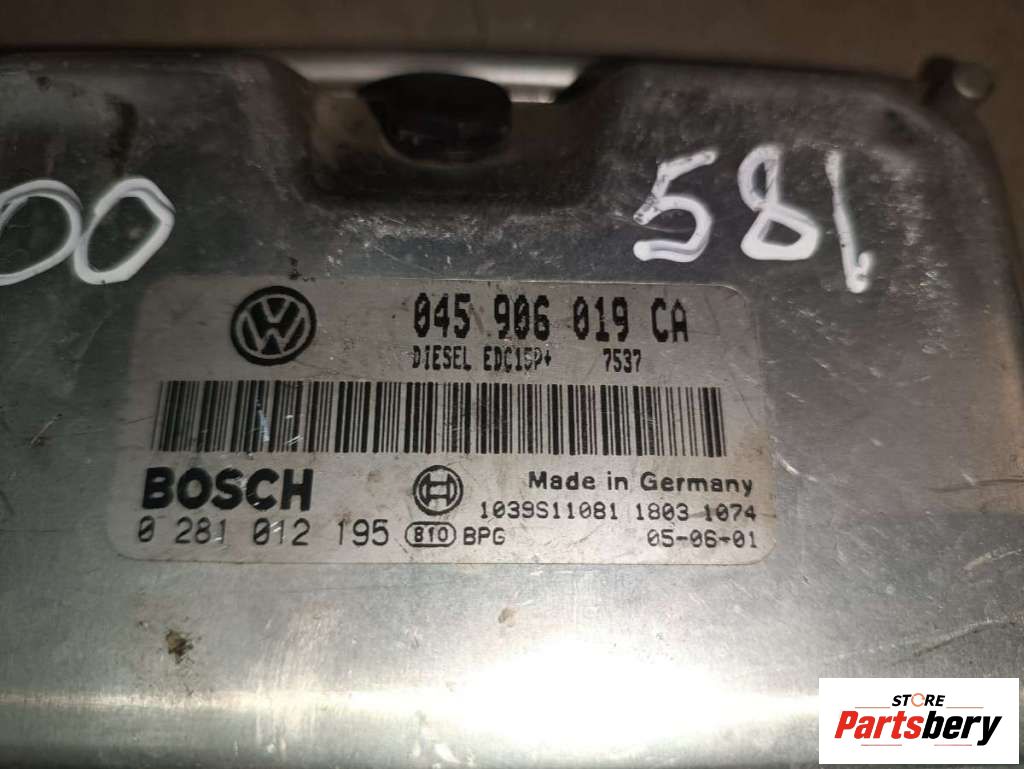 00 581
045 906 019 CA
DIESEL EDC15P+ 7537
BOSCH Made in Germany
1039S11081 1803 1074
0 281 012 195 B10 BPG 05-06-01
STORE
Partsbery